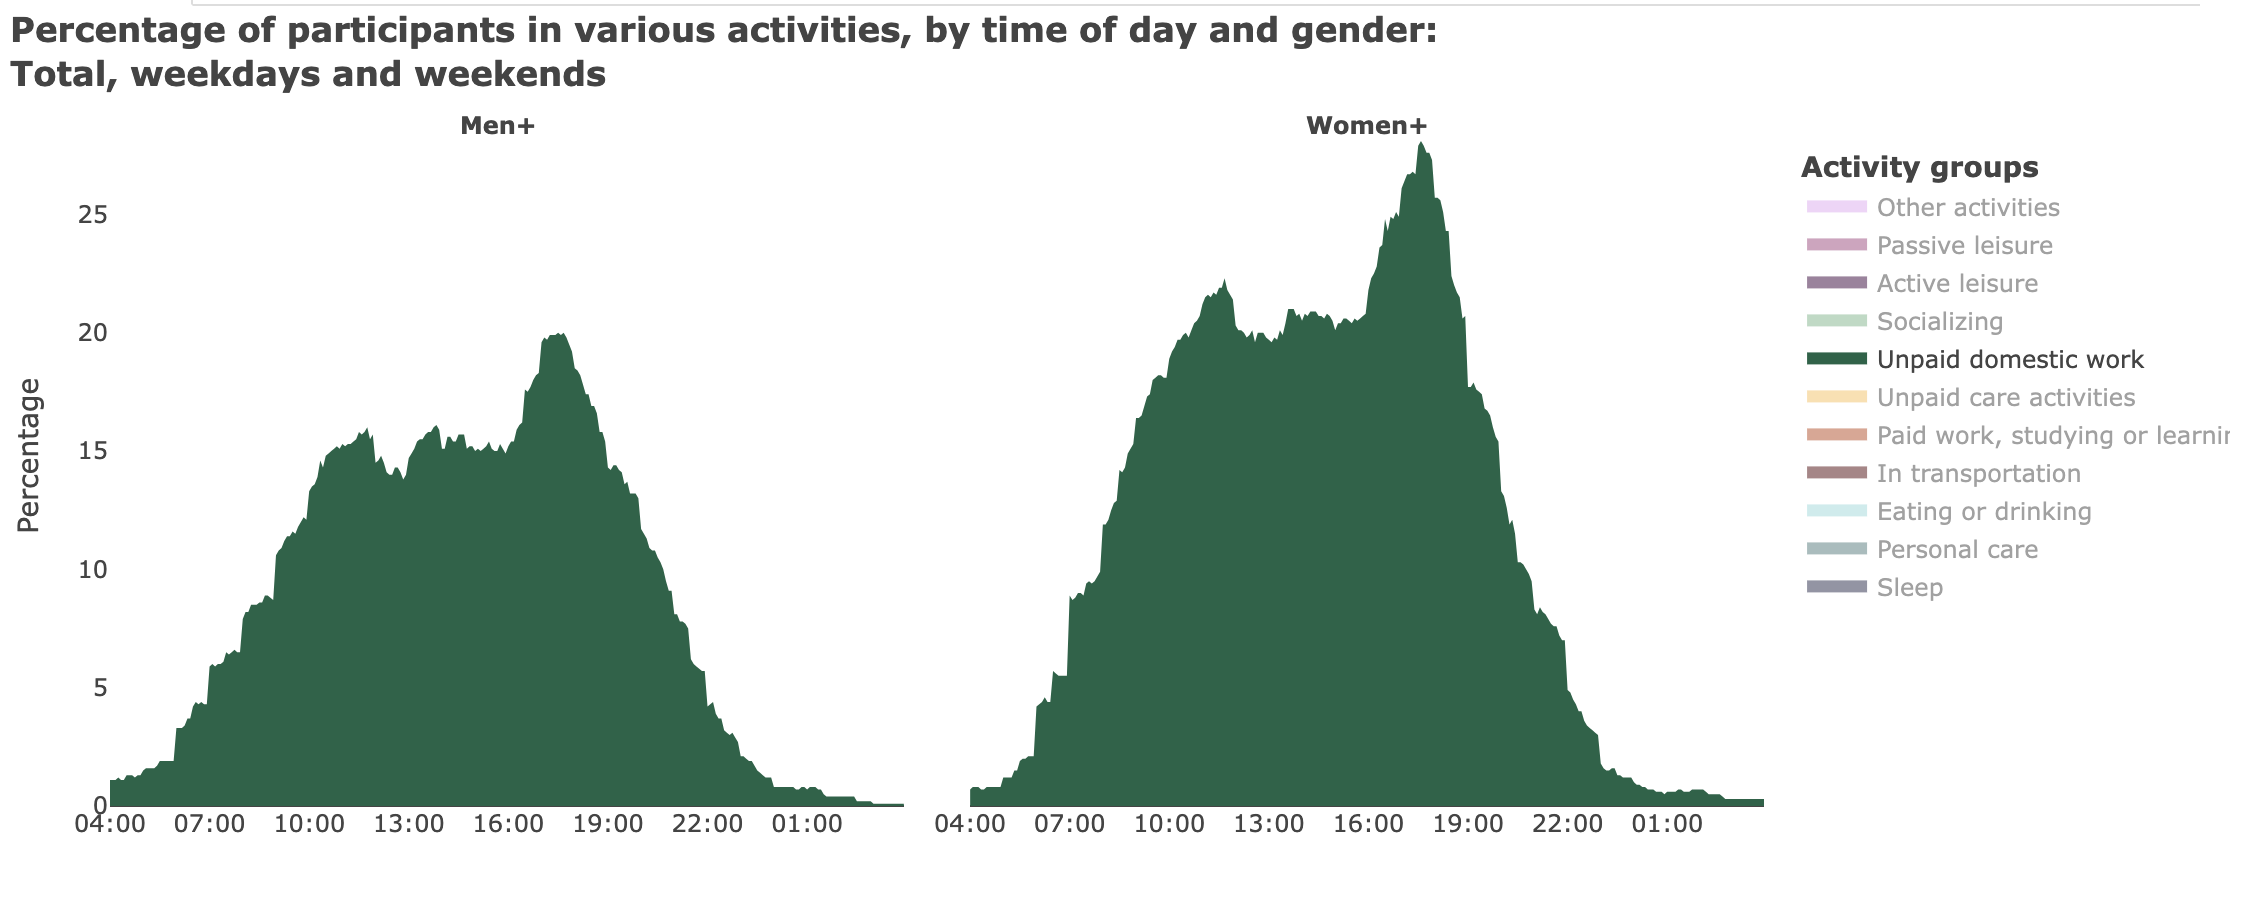 Percentage of participants in various activities, by time of day and gender:
Total, weekdays and weekends
Men+
Women+
Percentage
25
20
15
10
5
0
04:00 07:00 10:00 13:00 16:00 19:00 22:00 01:00
04:00 07:00 10:00 13:00 16:00 19:00 22:00 01:00
Activity groups
Other activities
Passive leisure
Active leisure
Socializing
Unpaid domestic work
Unpaid care activities
Paid work, studying or learnin
In transportation
Eating or drinking
Personal care
Sleep